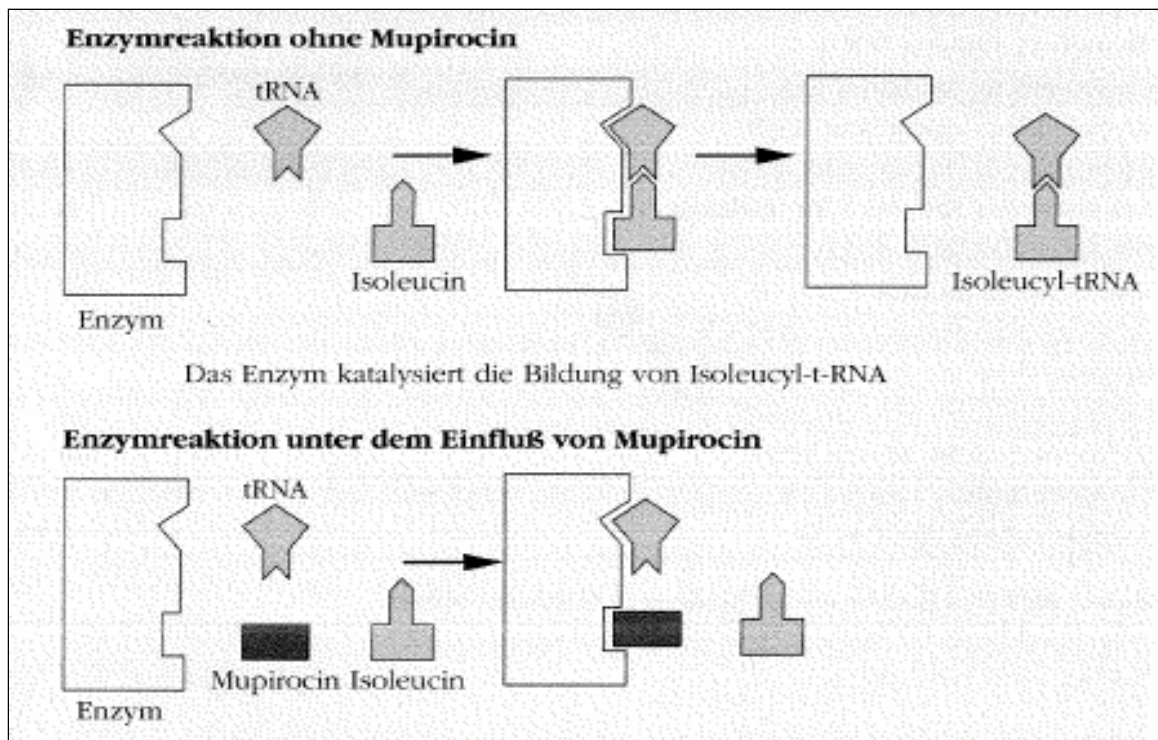 Enzymreaktion ohne Mupirocin
tRNA
Isoleucin
Isoleucyl-tRNA
Enzym
Das Enzym katalysiert die Bildung von Isoleucyl-t-RNA
Enzymreaktion unter dem Einfluß von Mupirocin
tRNA
Mupirocin Isoleucin
Enzym